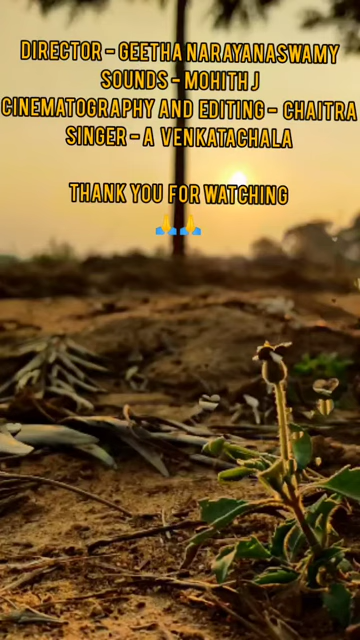 DIRECTOR - GEETHA NARAYANASWAMY
SOUNDS - MOHITH J
CINEMATOGRAPHY AND EDITING - CHAITRA
SINGER - A VENKATACHALA
THANK YOU FOR WATCHING
🙏🙏